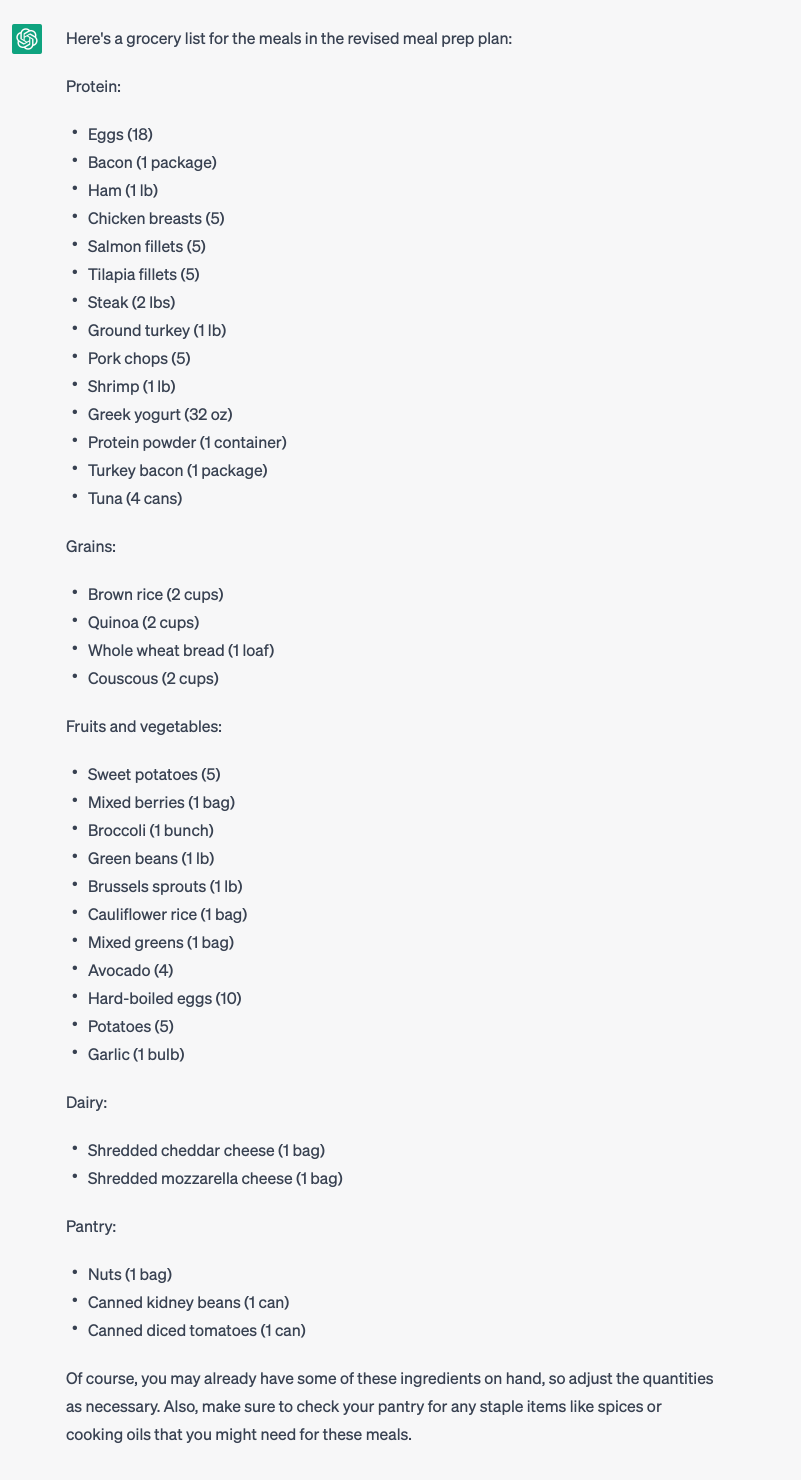 Here's a grocery list for the meals in the revised meal prep plan:
Protein:
• Eggs (18)
• Bacon (1 package)
• Ham (1 lb)
• Chicken breasts (5)
• Salmon fillets (5)
• Tilapia fillets (5)
• Steak (2 lbs)
• Ground turkey (1 lb)
• Pork chops (5)
• Shrimp (1 lb)
• Greek yogurt (32 oz)
• Protein powder (1 container)
• Turkey bacon (1 package)
• Tuna (4 cans)
Grains:
• Brown rice (2 cups)
• Quinoa (2 cups)
• Whole wheat bread (1 loaf)
• Couscous (2 cups)
Fruits and vegetables:
• Sweet potatoes (5)
• Mixed berries (1 bag)
• Broccoli (1 bunch)
• Green beans (1 lb)
• Brussels sprouts (1 lb)
• Cauliflower rice (1 bag)
• Mixed greens (1 bag)
• Avocado (4)
• Hard-boiled eggs (10)
• Potatoes (5)
• Garlic (1 bulb)
Dairy:
• Shredded cheddar cheese (1 bag)
• Shredded mozzarella cheese (1 bag)
Pantry:
• Nuts (1 bag)
• Canned kidney beans (1 can)
• Canned diced tomatoes (1 can)
Of course, you may already have some of these ingredients on hand, so adjust the quantities
as necessary. Also, make sure to check your pantry for any staple items like spices or
cooking oils that you might need for these meals.